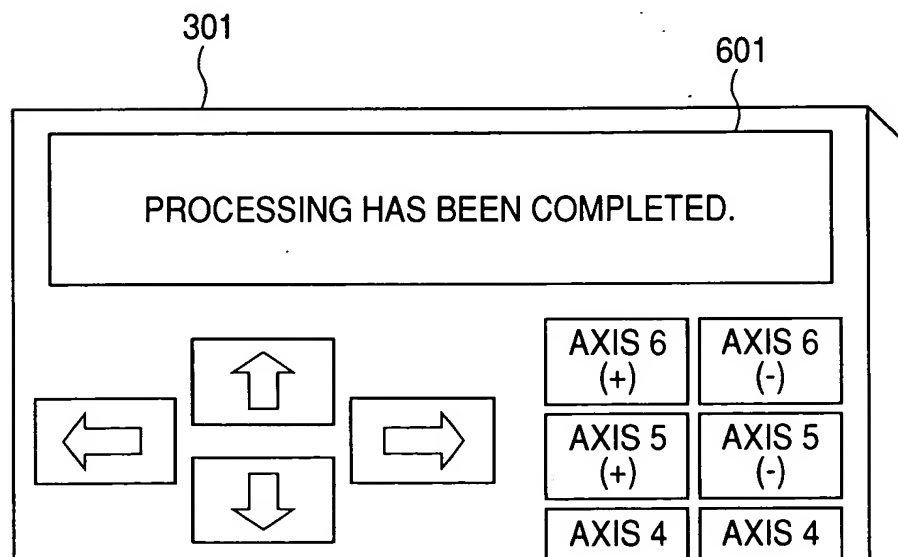 301
601
PROCESSING HAS BEEN COMPLETED.
AXIS 6
(+)
AXIS 6
(-)
AXIS 5
(+)
AXIS 5
(-)
AXIS 4
AXIS 4